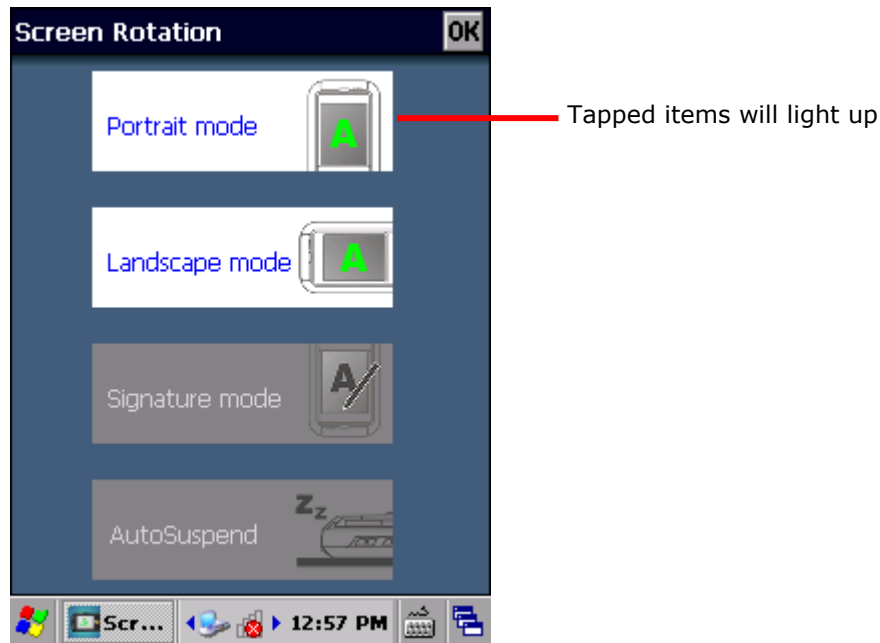 Screen Rotation OK
Portrait mode A
Tapped items will light up
Landscape mode A
Signature mode A
AutoSuspend zz
Scr... 12:57 PM